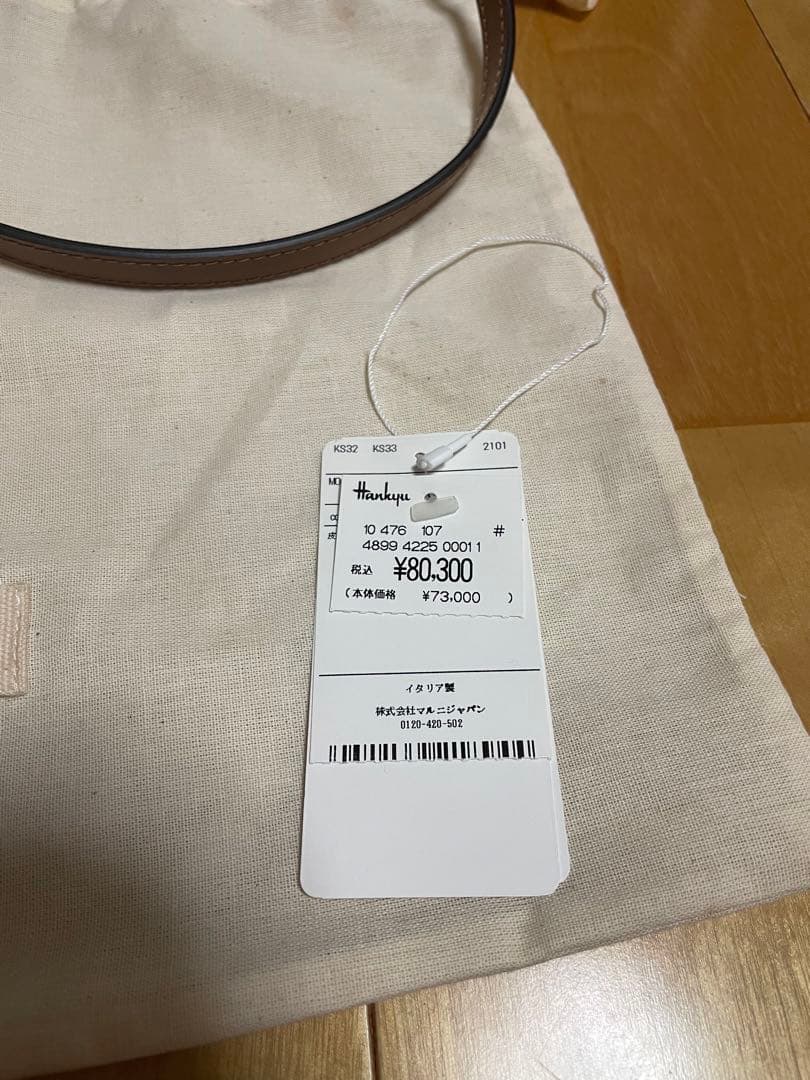 KS32 KS33 2101
Hankyu
10 476 107 #
4899 4225 00011
税込 ¥80,300
(本体価格 ¥73,000 )
イタリア製
株式会社マルニジャパン
0120-420-502